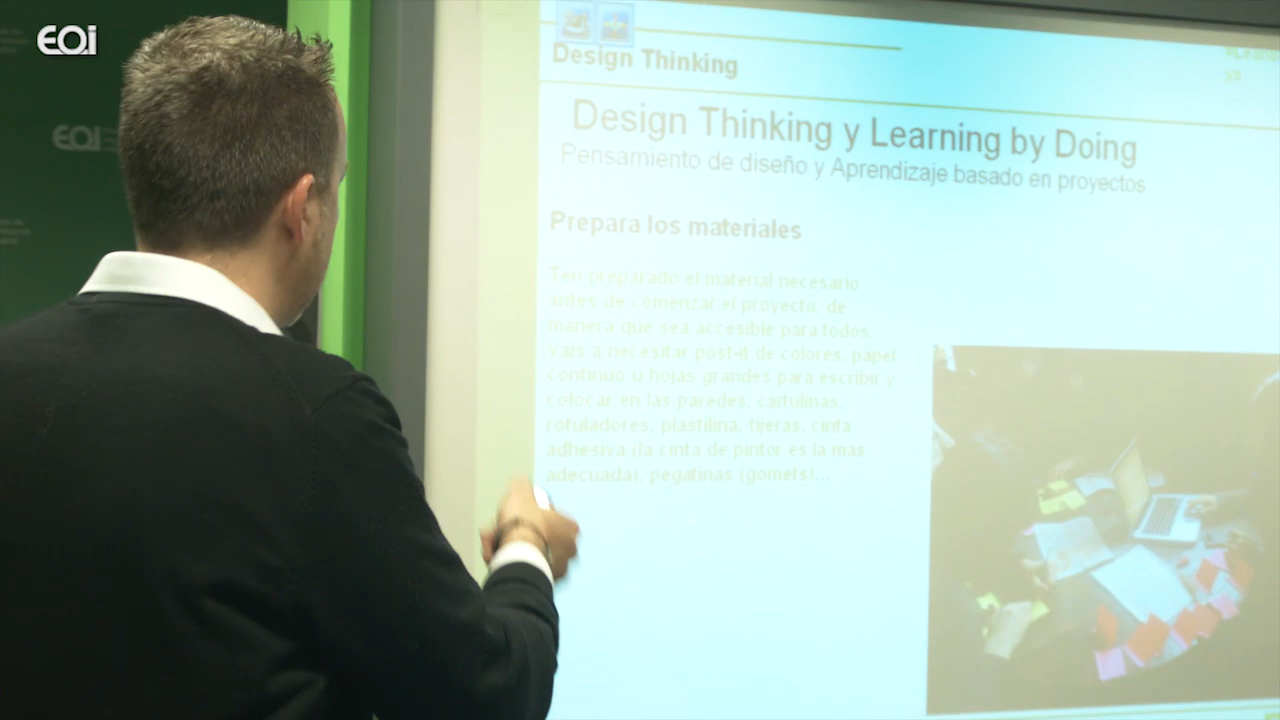 EOI
EOI
Design Thinking
Design Thinking y Learning by Doing
Pensamiento de diseño y Aprendizaje basado en proyectos
Prepara los materiales
Ten preparado el material necesario
antes de comenzar el proyecto, de
manera que sea accesible para todos
Vais a necesitar post-it de colores, papel
continuo u hojas grandes para escribir y
colocar en las paredes, cartulinas,
rotuladores, plastilina, tijeras, cinta
adhesiva (la cinta de pintor es la más
adecuada), pegatinas (gomets)...